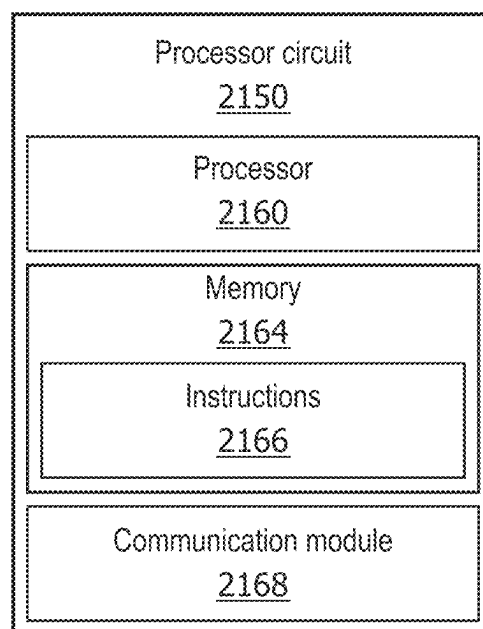 Processor circuit
2150
Processor
2160
Memory
2164
Instructions
2166
Communication module
2168